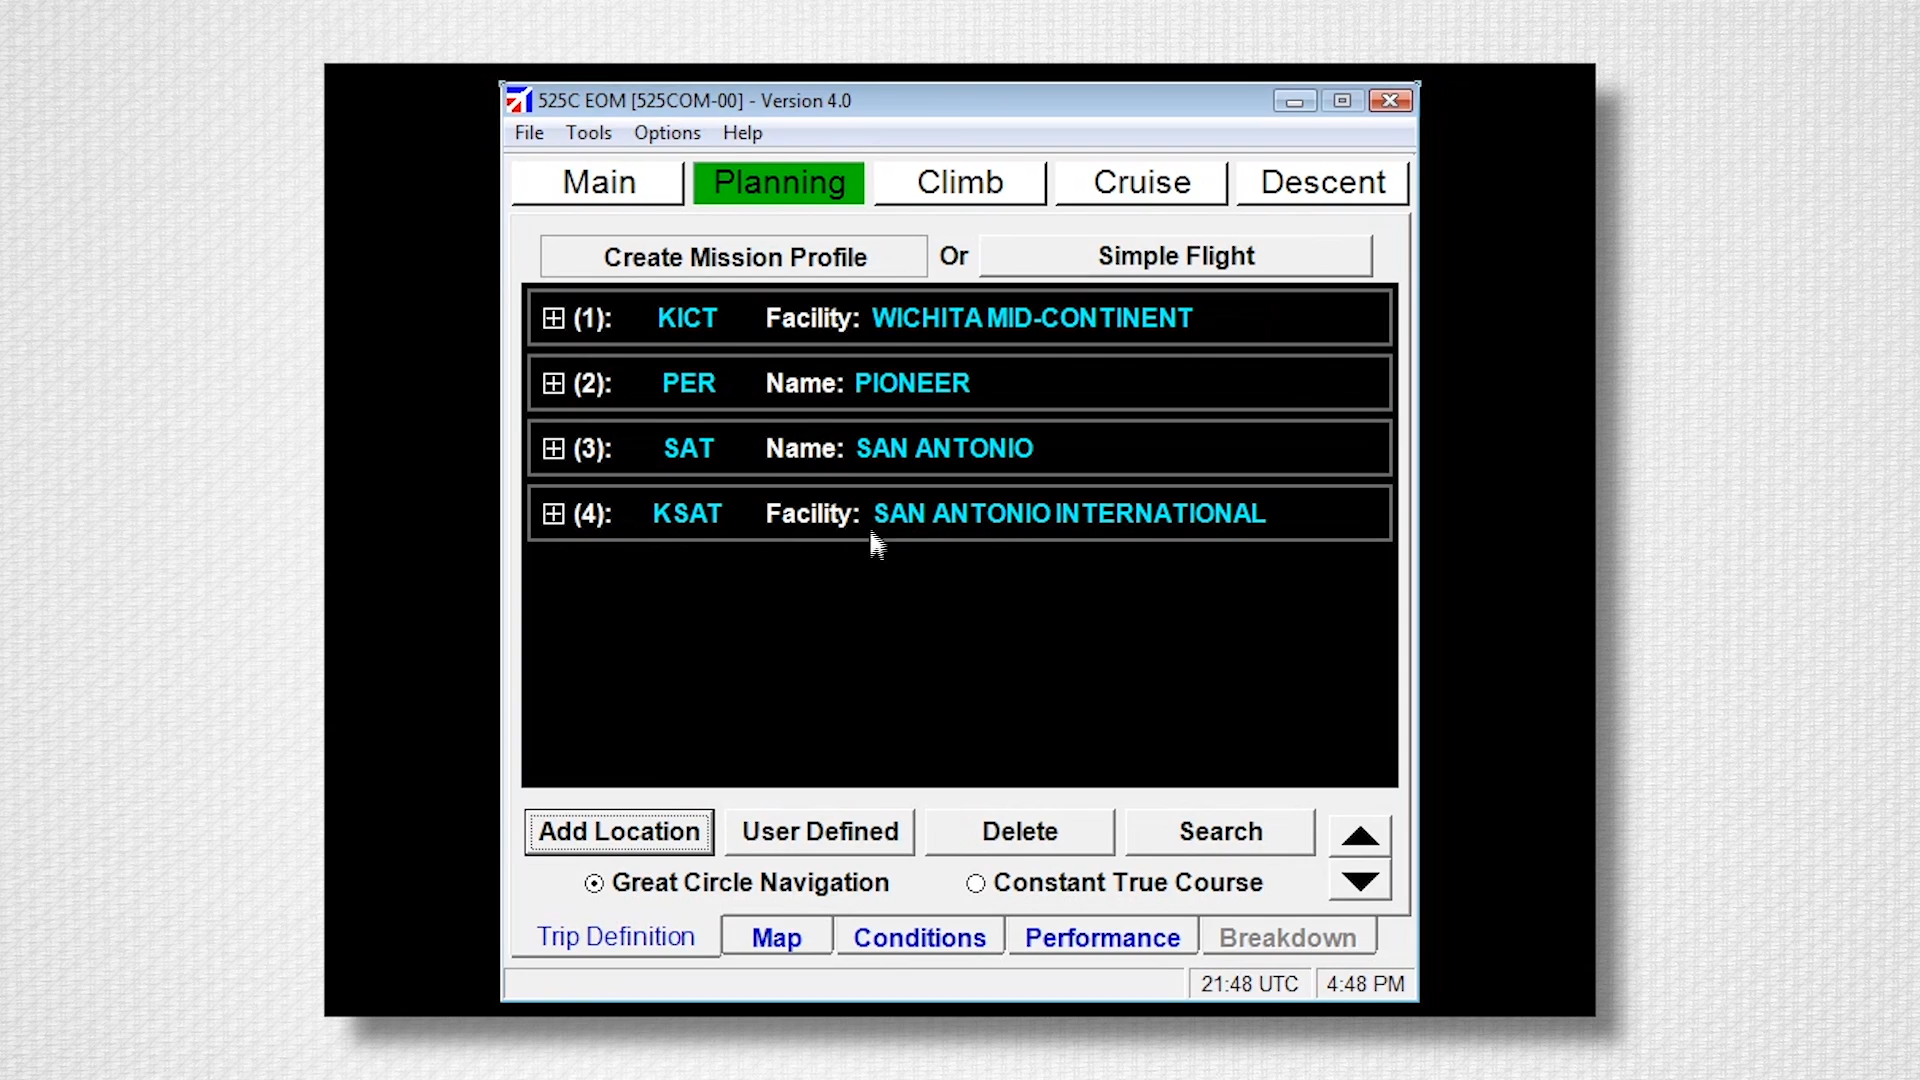 525C EOM [525COM-00] - Version 4.0
File Tools Options Help
Main Planning Climb Cruise Descent
Create Mission Profile Or Simple Flight
(1): KICT Facility: WICHITA MID-CONTINENT
(2): PER Name: PIONEER
(3): SAT Name: SAN ANTONIO
(4): KSAT Facility: SAN ANTONIO INTERNATIONAL
Add Location User Defined Delete Search
Great Circle Navigation Constant True Course
Trip Definition Map Conditions Performance Breakdown
21:48 UTC 4:48 PM